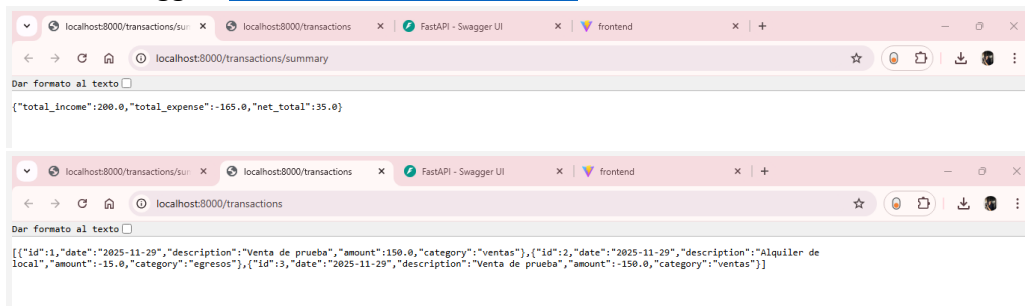 localhost:8000/transactions/sun
localhost:8000/transactions
FastAPI - Swagger UI
frontend
localhost:8000/transactions/summary
Dar formato al texto
{"total_income":200.0,"total_expense":-165.0,"net_total":35.0}
localhost:8000/transactions/sun
localhost:8000/transactions
FastAPI - Swagger UI
frontend
localhost:8000/transactions
Dar formato al texto
[{"id":1,"date":"2025-11-29","description":"Venta de prueba","amount":150.0,"category":"ventas"},{"id":2,"date":"2025-11-29","description":"Alquiler de
local","amount":-15.0,"category":"egresos"},{"id":3,"date":"2025-11-29","description":"Venta de prueba","amount":-150.0,"category":"ventas"}]